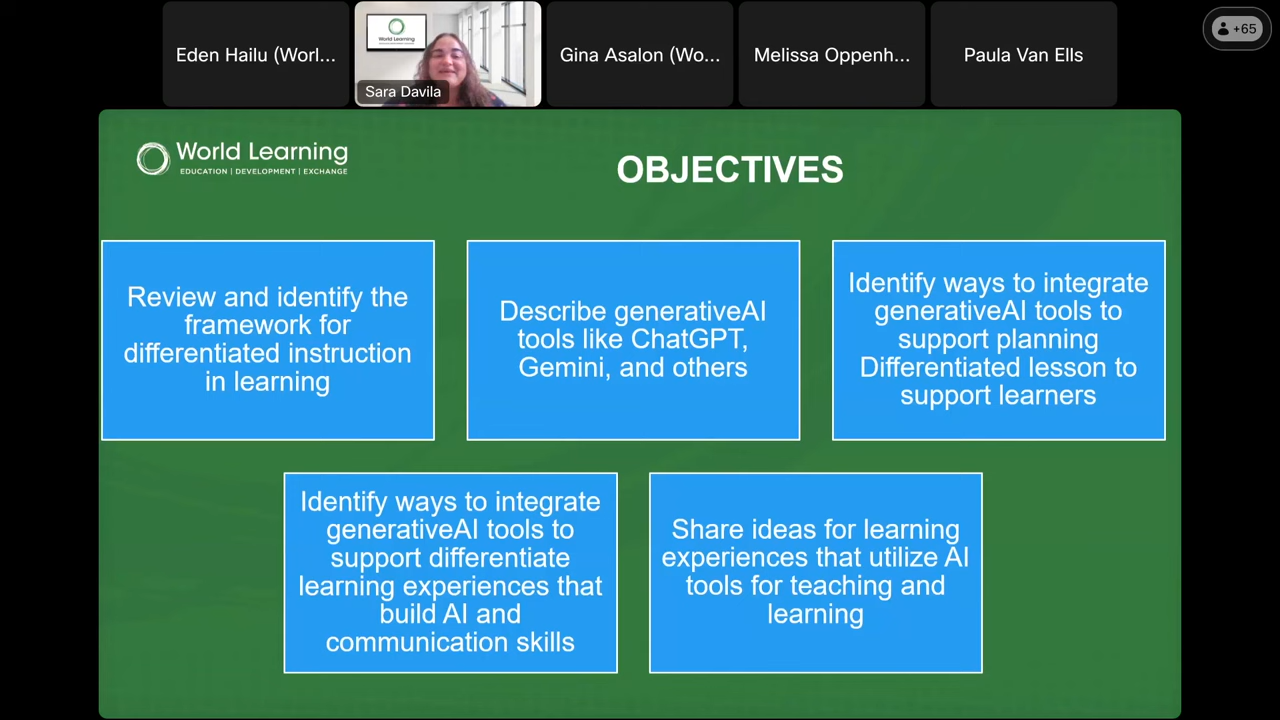 Eden Hailu (Worl...
World Learning
Sara Davila
Gina Asalon (Wo...
Melissa Oppenh...
Paula Van Ells
+65
World Learning
EDUCATION | DEVELOPMENT | EXCHANGE
OBJECTIVES
Review and identify the
framework for
differentiated instruction
in learning
Describe generativeAI
tools like ChatGPT,
Gemini, and others
Identify ways to integrate
generativeAI tools to
support planning
Differentiated lesson to
support learners
Identify ways to integrate
generativeAI tools to
support differentiate
learning experiences that
build AI and
communication skills
Share ideas for learning
experiences that utilize AI
tools for teaching and
learning